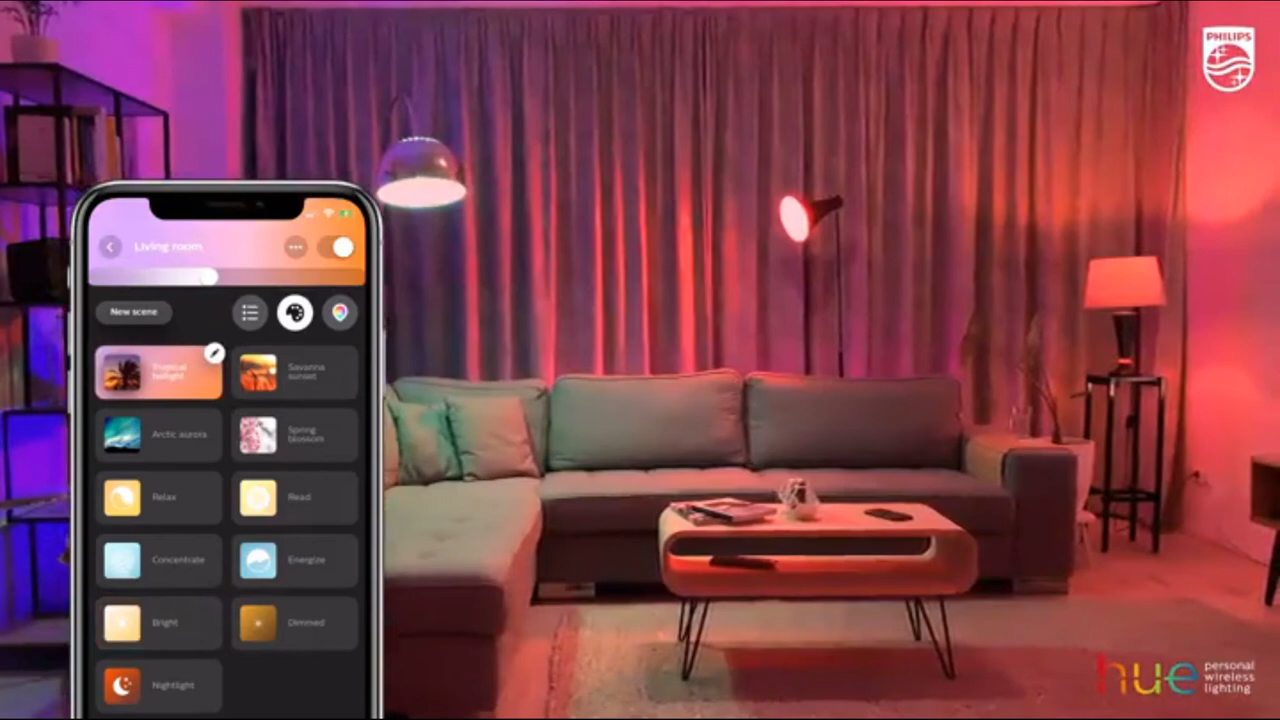 PHILIPS
Living room
New scene
Tropical
twilight
Savanna
sunset
Arctic aurora
Spring
blossom
Relax
Read
Concentrate
Energize
Bright
Dimmed
Nightlight
hue personal
wireless
lighting